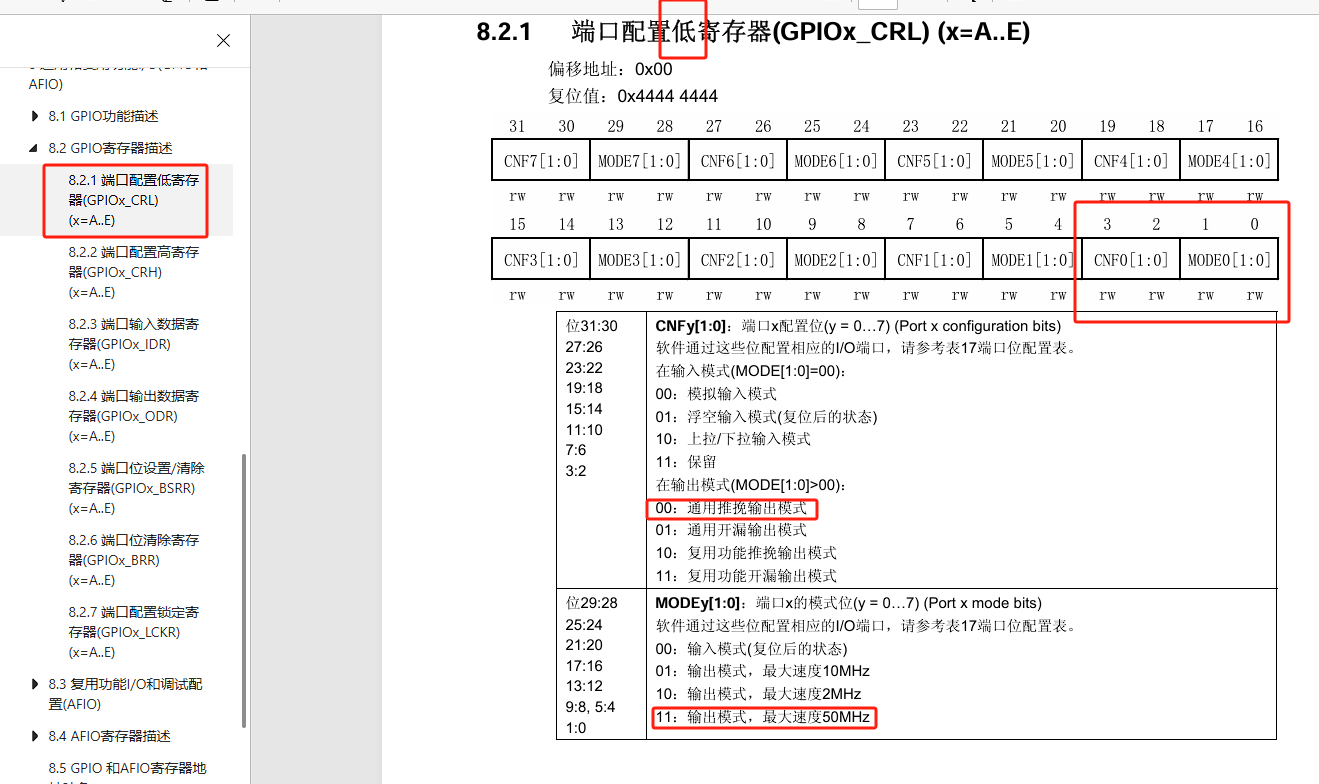 AFIO)
8.1 GPIO功能描述
8.2 GPIO寄存器描述
8.2.1 端口配置低寄存
器(GPIOx_CRL)
(x=A..E)
8.2.2 端口配置高寄存
器(GPIOx_CRH)
(x=A..E)
8.2.3 端口输入数据寄
存器(GPIOx_IDR)
(x=A..E)
8.2.4 端口输出数据寄
存器(GPIOx_ODR)
(x=A..E)
8.2.5 端口位设置/清除
寄存器(GPIOx_BSRR)
(x=A..E)
8.2.6 端口位清除寄存
器(GPIOx_BRR)
(x=A..E)
8.2.7 端口配置锁定寄
存器(GPIOx_LCKR)
(x=A..E)
8.3 复用功能I/O和调试配
置(AFIO)
8.4 AFIO寄存器描述
8.5 GPIO 和AFIO寄存器地
8.2.1 端口配置低寄存器(GPIOx_CRL) (x=A..E)
偏移地址：0x00
复位值：0x4444 4444
31 30 29 28 27 26 25 24 23 22 21 20 19 18 17 16
CNF7[1:0] MODE7[1:0] CNF6[1:0] MODE6[1:0] CNF5[1:0] MODE5[1:0] CNF4[1:0] MODE4[1:0]
rw rw rw rw rw rw rw rw rw rw rw rw rw rw rw rw
15 14 13 12 11 10 9 8 7 6 5 4 3 2 1 0
CNF3[1:0] MODE3[1:0] CNF2[1:0] MODE2[1:0] CNF1[1:0] MODE1[1:0] CNF0[1:0] MODE0[1:0]
rw rw rw rw rw rw rw rw rw rw rw rw rw rw rw rw
位31:30
27:26
23:22
19:18
15:14
11:10
7:6
3:2
CNFy[1:0]：端口x配置位(y = 0…7) (Port x configuration bits)
软件通过这些位配置相应的I/O端口，请参考表17端口位配置表。
在输入模式(MODE[1:0]=00)：
00：模拟输入模式
01：浮空输入模式(复位后的状态)
10：上拉/下拉输入模式
11：保留
在输出模式(MODE[1:0]>00)：
00：通用推挽输出模式
01：通用开漏输出模式
10：复用功能推挽输出模式
11：复用功能开漏输出模式
位29:28
25:24
21:20
17:16
13:12
9:8, 5:4
1:0
MODEy[1:0]：端口x的模式位(y = 0…7) (Port x mode bits)
软件通过这些位配置相应的I/O端口，请参考表17端口位配置表。
00：输入模式(复位后的状态)
01：输出模式，最大速度10MHz
10：输出模式，最大速度2MHz
11：输出模式，最大速度50MHz